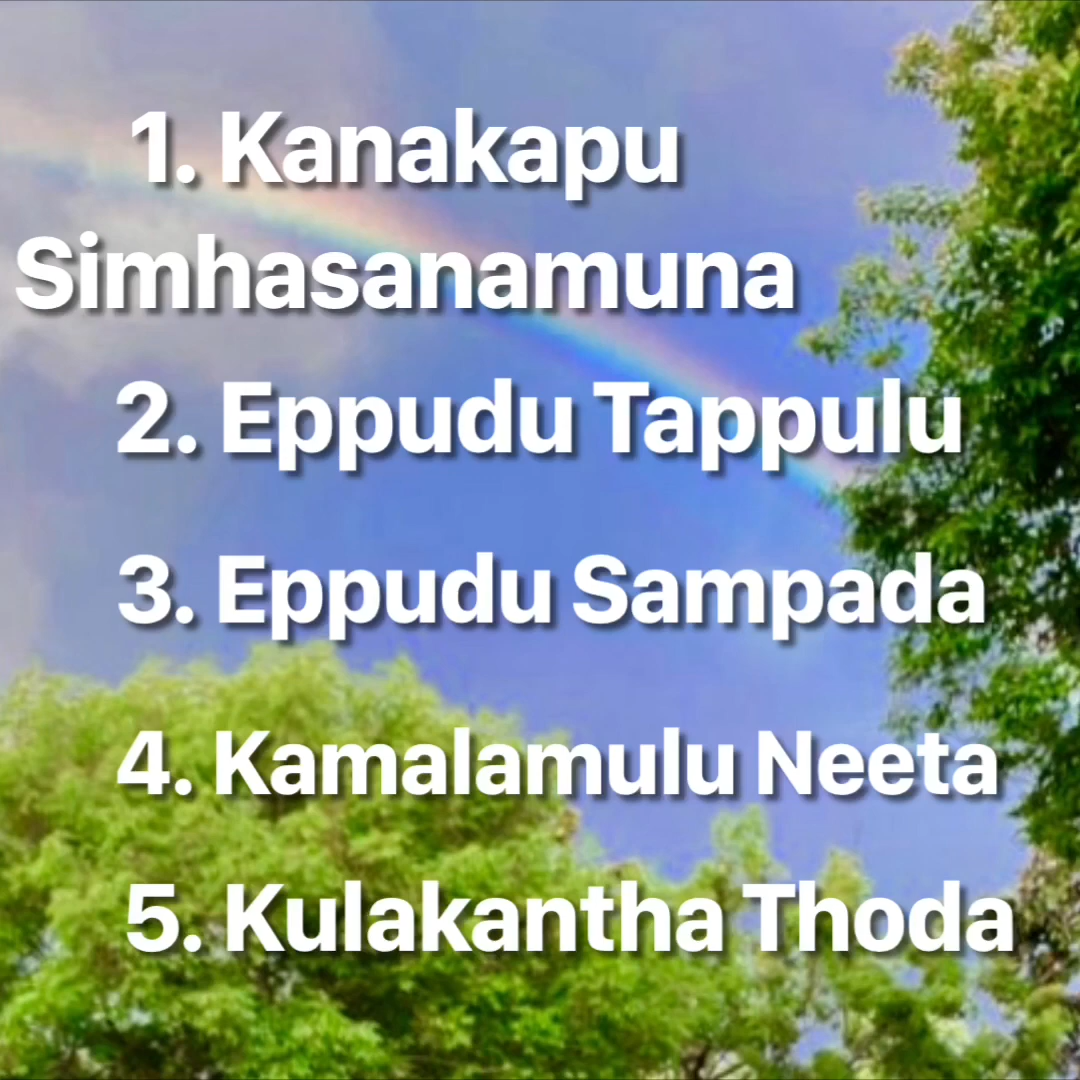 1. Kanakapu
Simhasanamuna
2. Eppudu Tappulu
3. Eppudu Sampada
4. Kamalamulu Neeta
5. Kulakantha Thoda